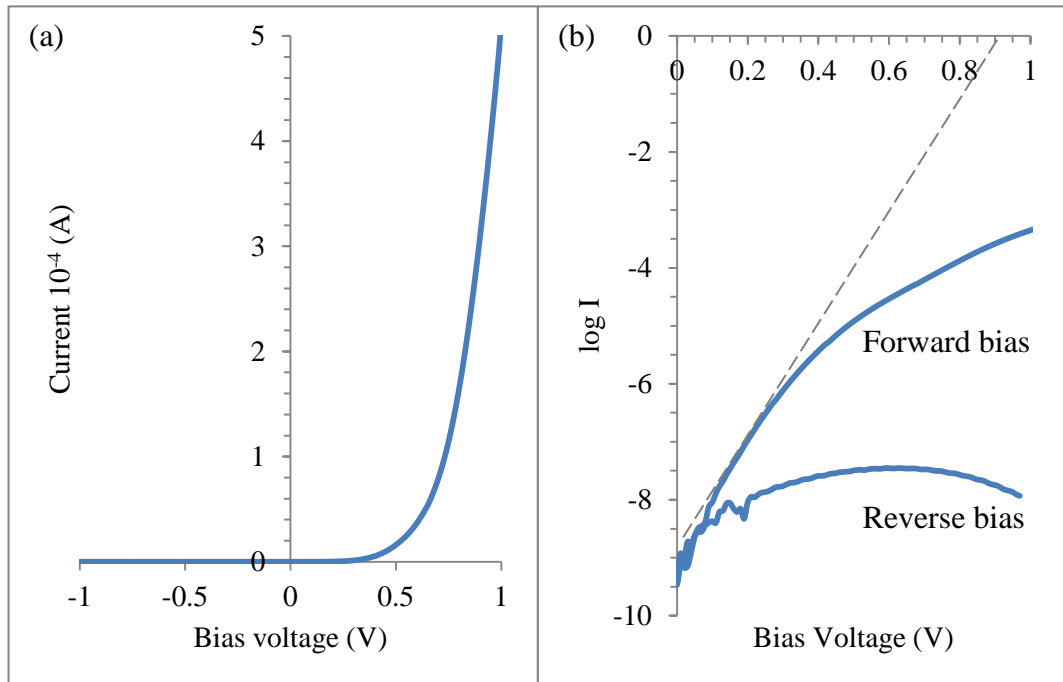 (a)
5
4
3
2
1
0
-1 -0.5 0 0.5 1
Current 10⁻⁴ (A)
Bias voltage (V)
(b)
0
0 0.2 0.4 0.6 0.8 1
-2
-4
-6
-8
-10
log I
Forward bias
Reverse bias
Bias Voltage (V)